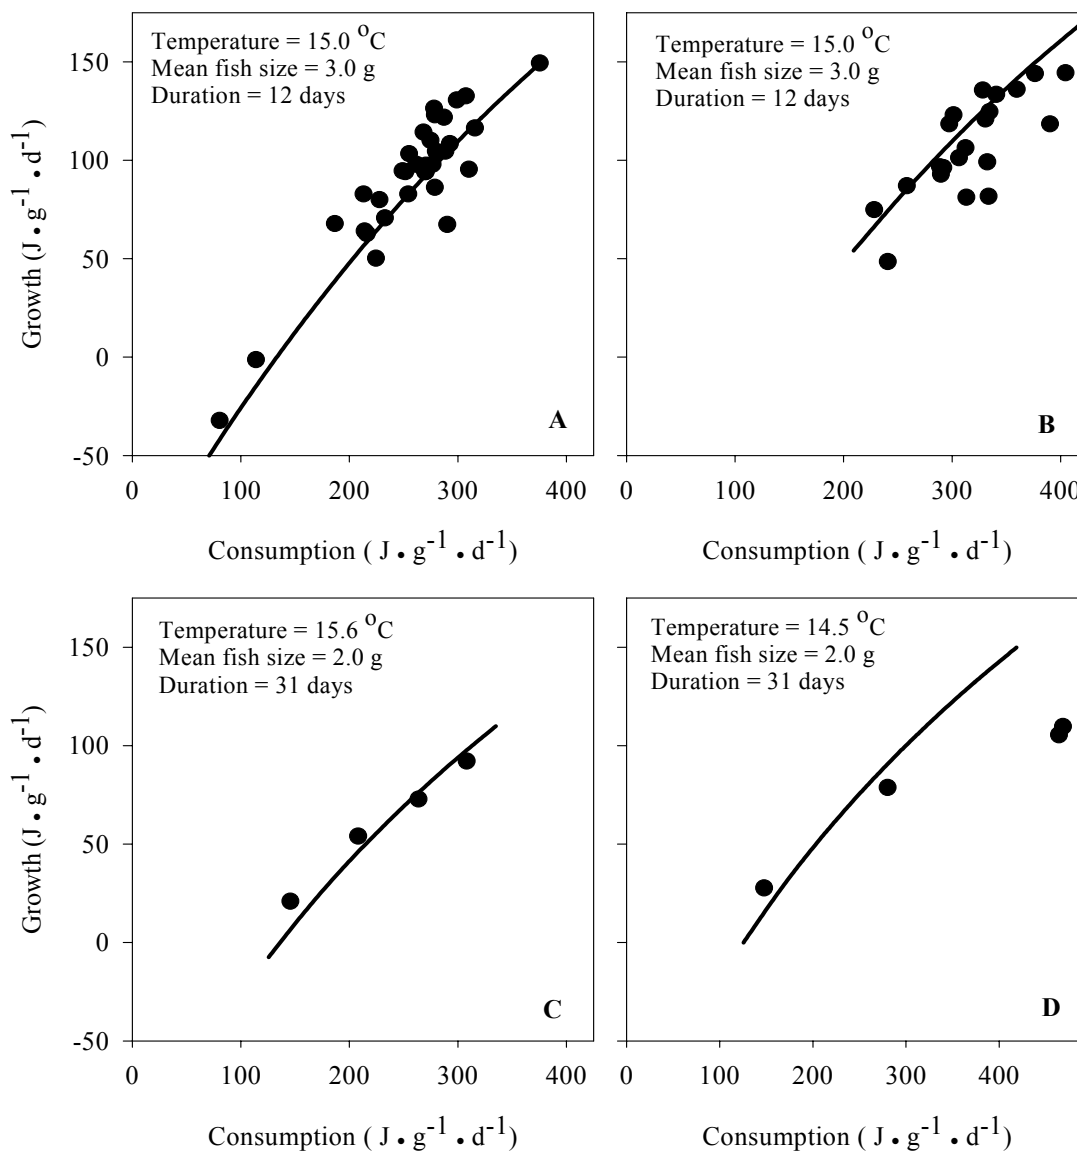 Temperature = 15.0 °C
Mean fish size = 3.0 g
Duration = 12 days
150
100
50
0
-50
Growth (J • g⁻¹ • d⁻¹)
A
0 100 200 300 400
Consumption ( J • g⁻¹ • d⁻¹)
Temperature = 15.0 °C
Mean fish size = 3.0 g
Duration = 12 days
B
0 100 200 300 400
Consumption ( J • g⁻¹ • d⁻¹)
Temperature = 15.6 °C
Mean fish size = 2.0 g
Duration = 31 days
150
100
50
0
-50
Growth (J • g⁻¹ • d⁻¹)
C
0 100 200 300 400
Consumption ( J • g⁻¹ • d⁻¹)
Temperature = 14.5 °C
Mean fish size = 2.0 g
Duration = 31 days
D
0 100 200 300 400
Consumption ( J • g⁻¹ • d⁻¹)